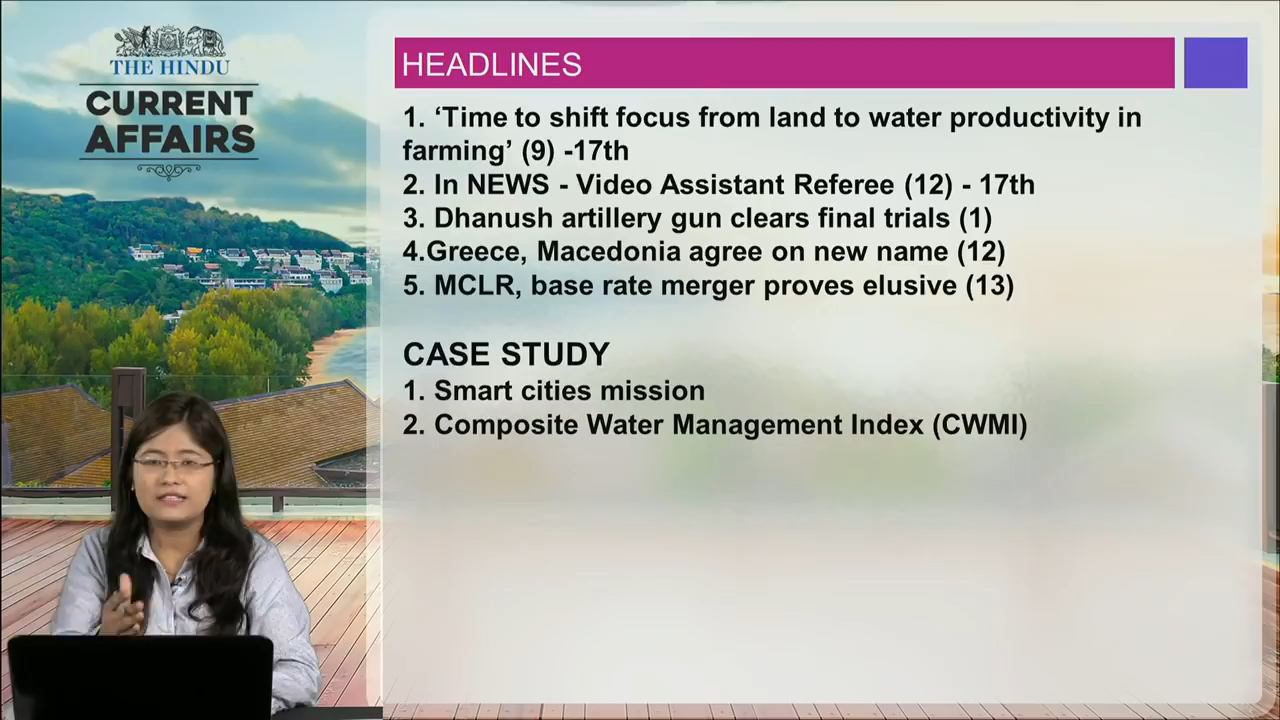 THE HINDU
CURRENT
AFFAIRS
HEADLINES
1. ‘Time to shift focus from land to water productivity in
farming’ (9) -17th
2. In NEWS - Video Assistant Referee (12) - 17th
3. Dhanush artillery gun clears final trials (1)
4.Greece, Macedonia agree on new name (12)
5. MCLR, base rate merger proves elusive (13)
CASE STUDY
1. Smart cities mission
2. Composite Water Management Index (CWMI)